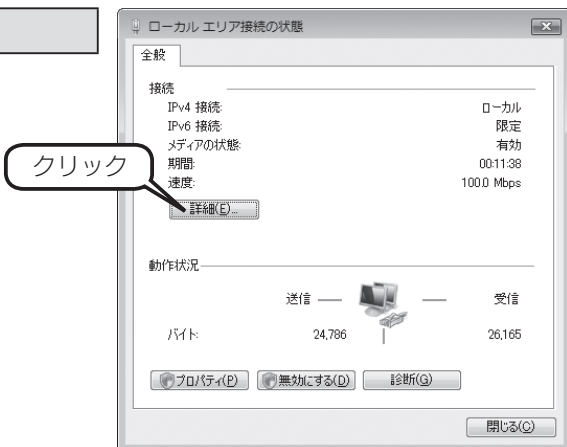 ローカル エリア接続の状態
全般
接続
IPv4 接続: ローカル
IPv6 接続: 限定
メディアの状態: 有効
期間: 00:11:38
速度: 100.0 Mbps
クリック
詳細(E)...
動作状況
送信 受信
バイト: 24,786 26,165
プロパティ(P) 無効にする(D) 診断(G)
閉じる(C)